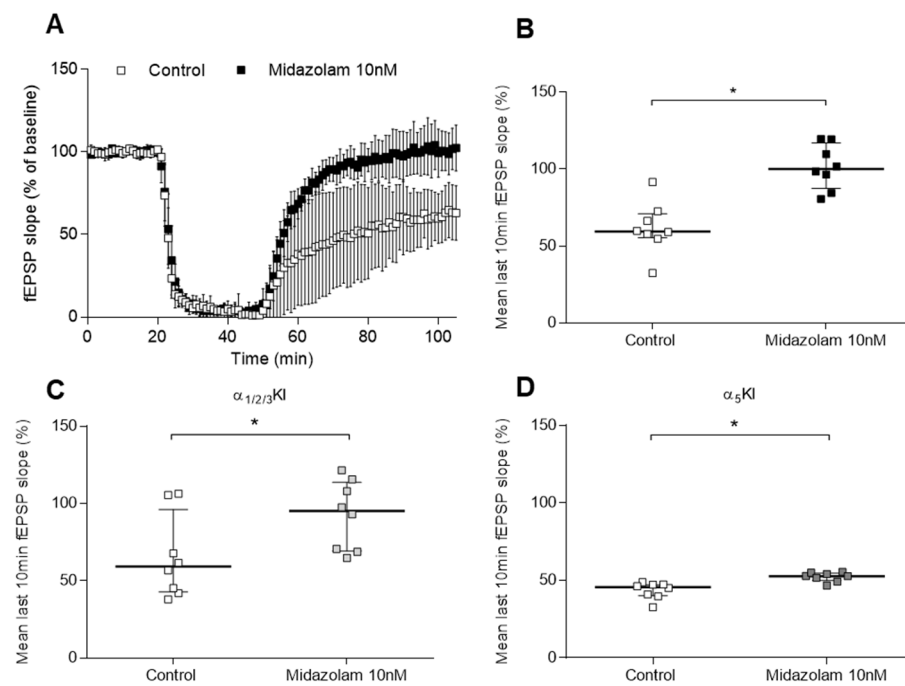 A
Control Midazolam 10nM
fEPSP slope (% of baseline)
150
100
50
0
0 20 40 60 80 100
Time (min)
B
Mean last 10min fEPSP slope (%)
150
100
50
0
*
Control Midazolam 10nM
C
α1/2/3KI
Mean last 10min fEPSP slope (%)
150
100
50
0
*
Control Midazolam 10nM
D
α5KI
Mean last 10min fEPSP slope (%)
150
100
50
0
*
Control Midazolam 10nM